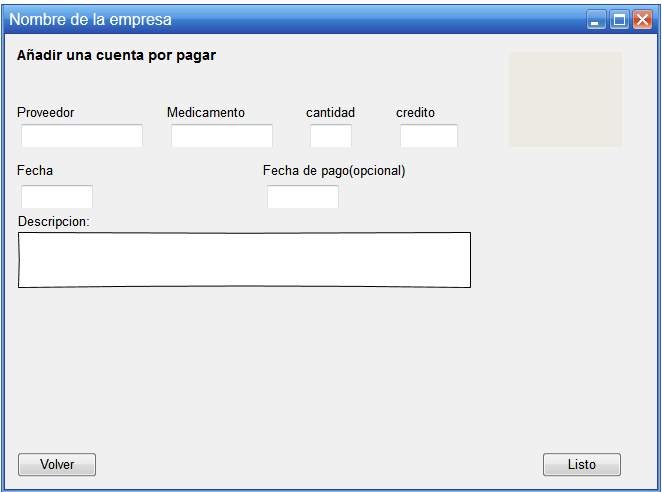 Nombre de la empresa
Añadir una cuenta por pagar
Proveedor Medicamento cantidad credito
Fecha Fecha de pago(opcional)
Descripcion:
Volver Listo